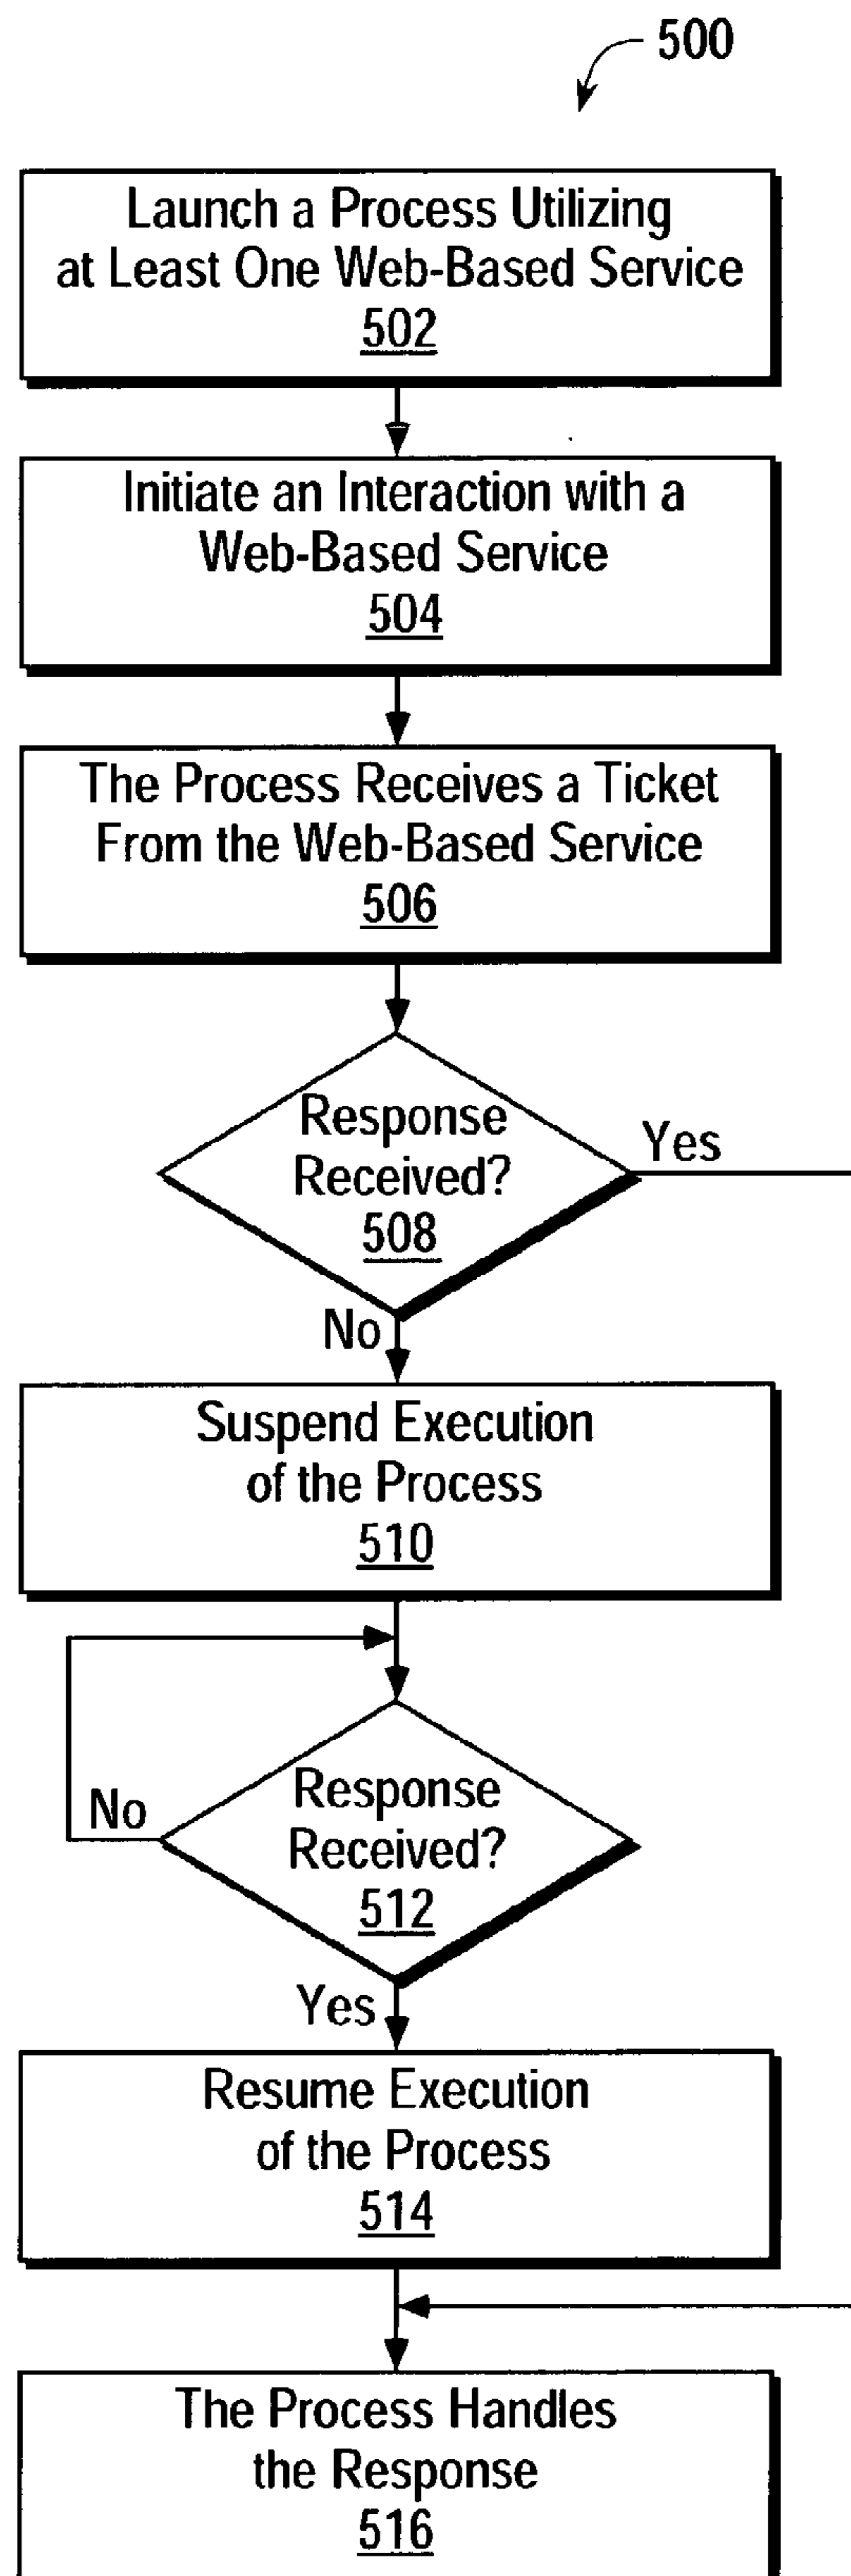 500
Launch a Process Utilizing
at Least One Web-Based Service
502
Initiate an Interaction with a
Web-Based Service
504
The Process Receives a Ticket
From the Web-Based Service
506
Response
Received?
508
Yes
No
Suspend Execution
of the Process
510
Response
Received?
512
No
Yes
Resume Execution
of the Process
514
The Process Handles
the Response
516